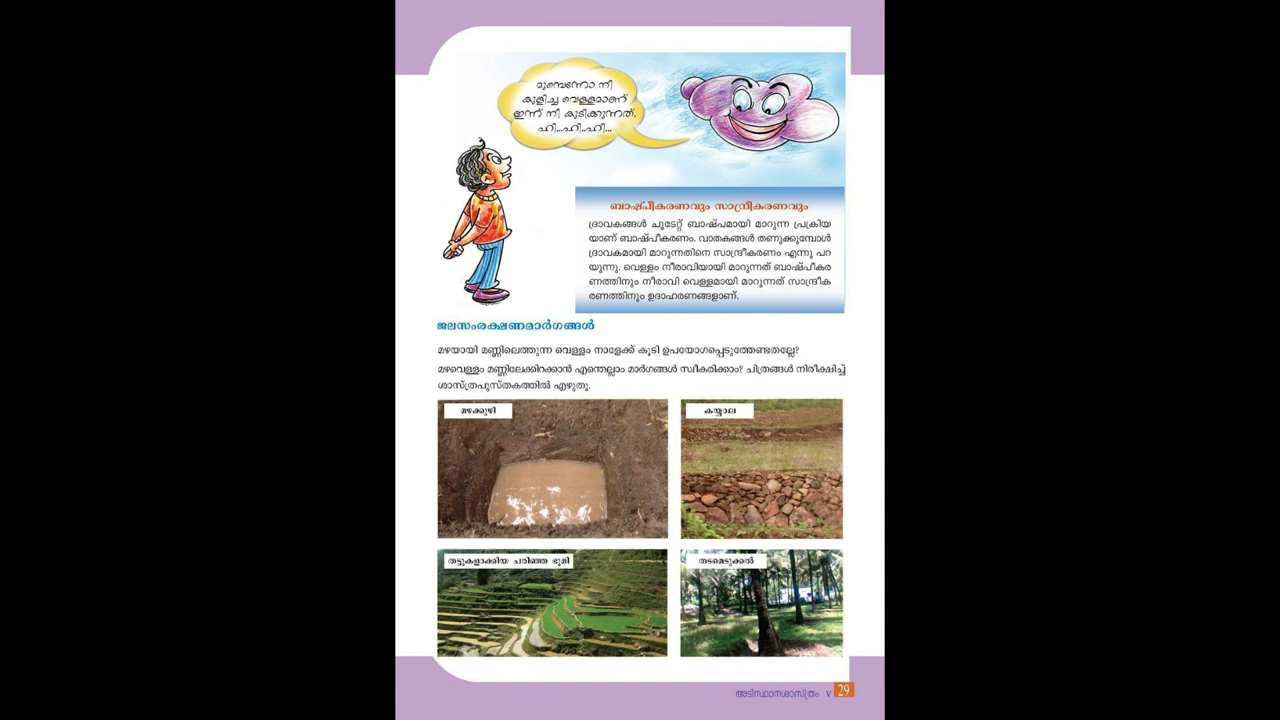 മുമ്പെന്നോ നീ
കുളിച്ച വെള്ളമാണ്
ഇന്ന് നീ കുടിക്കുന്നത്.
ഹീ...ഹീ..ഹീ...
ബാഷ്പീകരണവും സാന്ദ്രീകരണവും
ദ്രാവകങ്ങൾ ചൂടേറ്റ് ബാഷ്പമായി മാറുന്ന പ്രക്രിയ
യാണ് ബാഷ്പീകരണം. വാതകങ്ങൾ തണുക്കുമ്പോൾ
ദ്രാവകമായി മാറുന്നതിനെ സാന്ദ്രീകരണം എന്നു പറ
യുന്നു. വെള്ളം നീരാവിയായി മാറുന്നത് ബാഷ്പീകര
ണത്തിനും നീരാവി വെള്ളമായി മാറുന്നത് സാന്ദ്രീക
രണത്തിനും ഉദാഹരണങ്ങളാണ്.
ജലസംരക്ഷണമാർഗങ്ങൾ
മഴയായി മണ്ണിലെത്തുന്ന വെള്ളം നാളേക്ക് കൂടി ഉപയോഗപ്പെടുത്തേണ്ടതല്ലേ?
മഴവെള്ളം മണ്ണിലേക്കിറക്കാൻ എന്തെല്ലാം മാർഗങ്ങൾ സ്വീകരിക്കാം? ചിത്രങ്ങൾ നിരീക്ഷിച്ച്
ശാസ്ത്രപുസ്തകത്തിൽ എഴുതൂ.
മഴക്കുഴി
കയ്യാല
തട്ടുകളാക്കിയ ചരിഞ്ഞ ഭൂമി
തടമെടുക്കൽ
അടിസ്ഥാനശാസ്ത്രം V 29